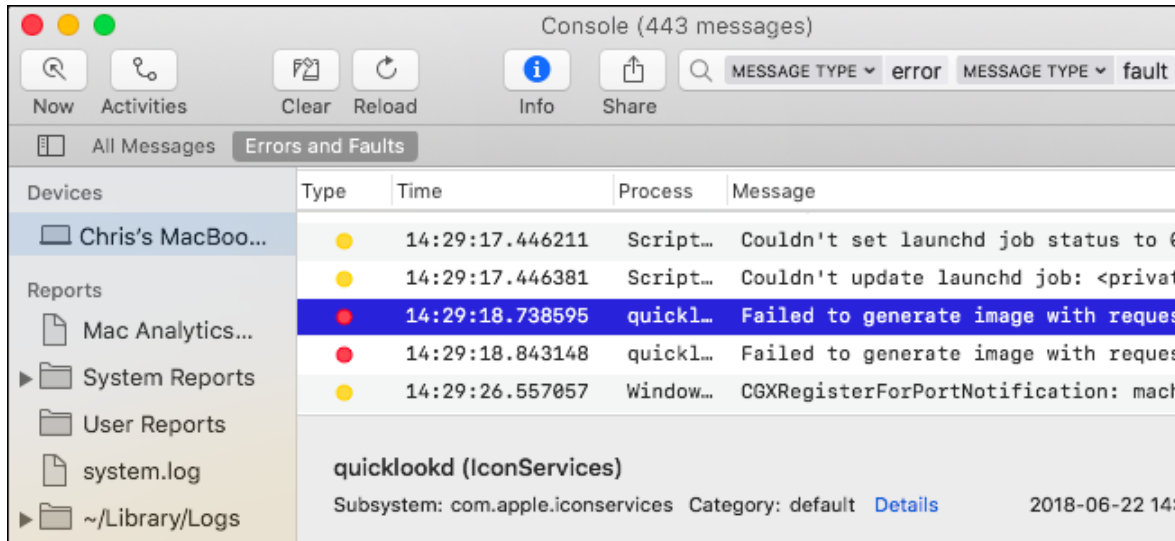 Console (443 messages)
MESSAGE TYPE error MESSAGE TYPE fault
Now Activities Clear Reload Info Share
All Messages Errors and Faults
Devices
Chris's MacBoo...
Reports
Mac Analytics...
System Reports
User Reports
system.log
~/Library/Logs
Type Time Process Message
14:29:17.446211 Script... Couldn't set launchd job status to
14:29:17.446381 Script... Couldn't update launchd job: <privat
14:29:18.738595 quickl... Failed to generate image with reques
14:29:18.843148 quickl... Failed to generate image with reques
14:29:26.557057 Window... CGXRegisterForPortNotification: mach
quicklookd (IconServices)
Subsystem: com.apple.iconservices Category: default Details 2018-06-22 14: